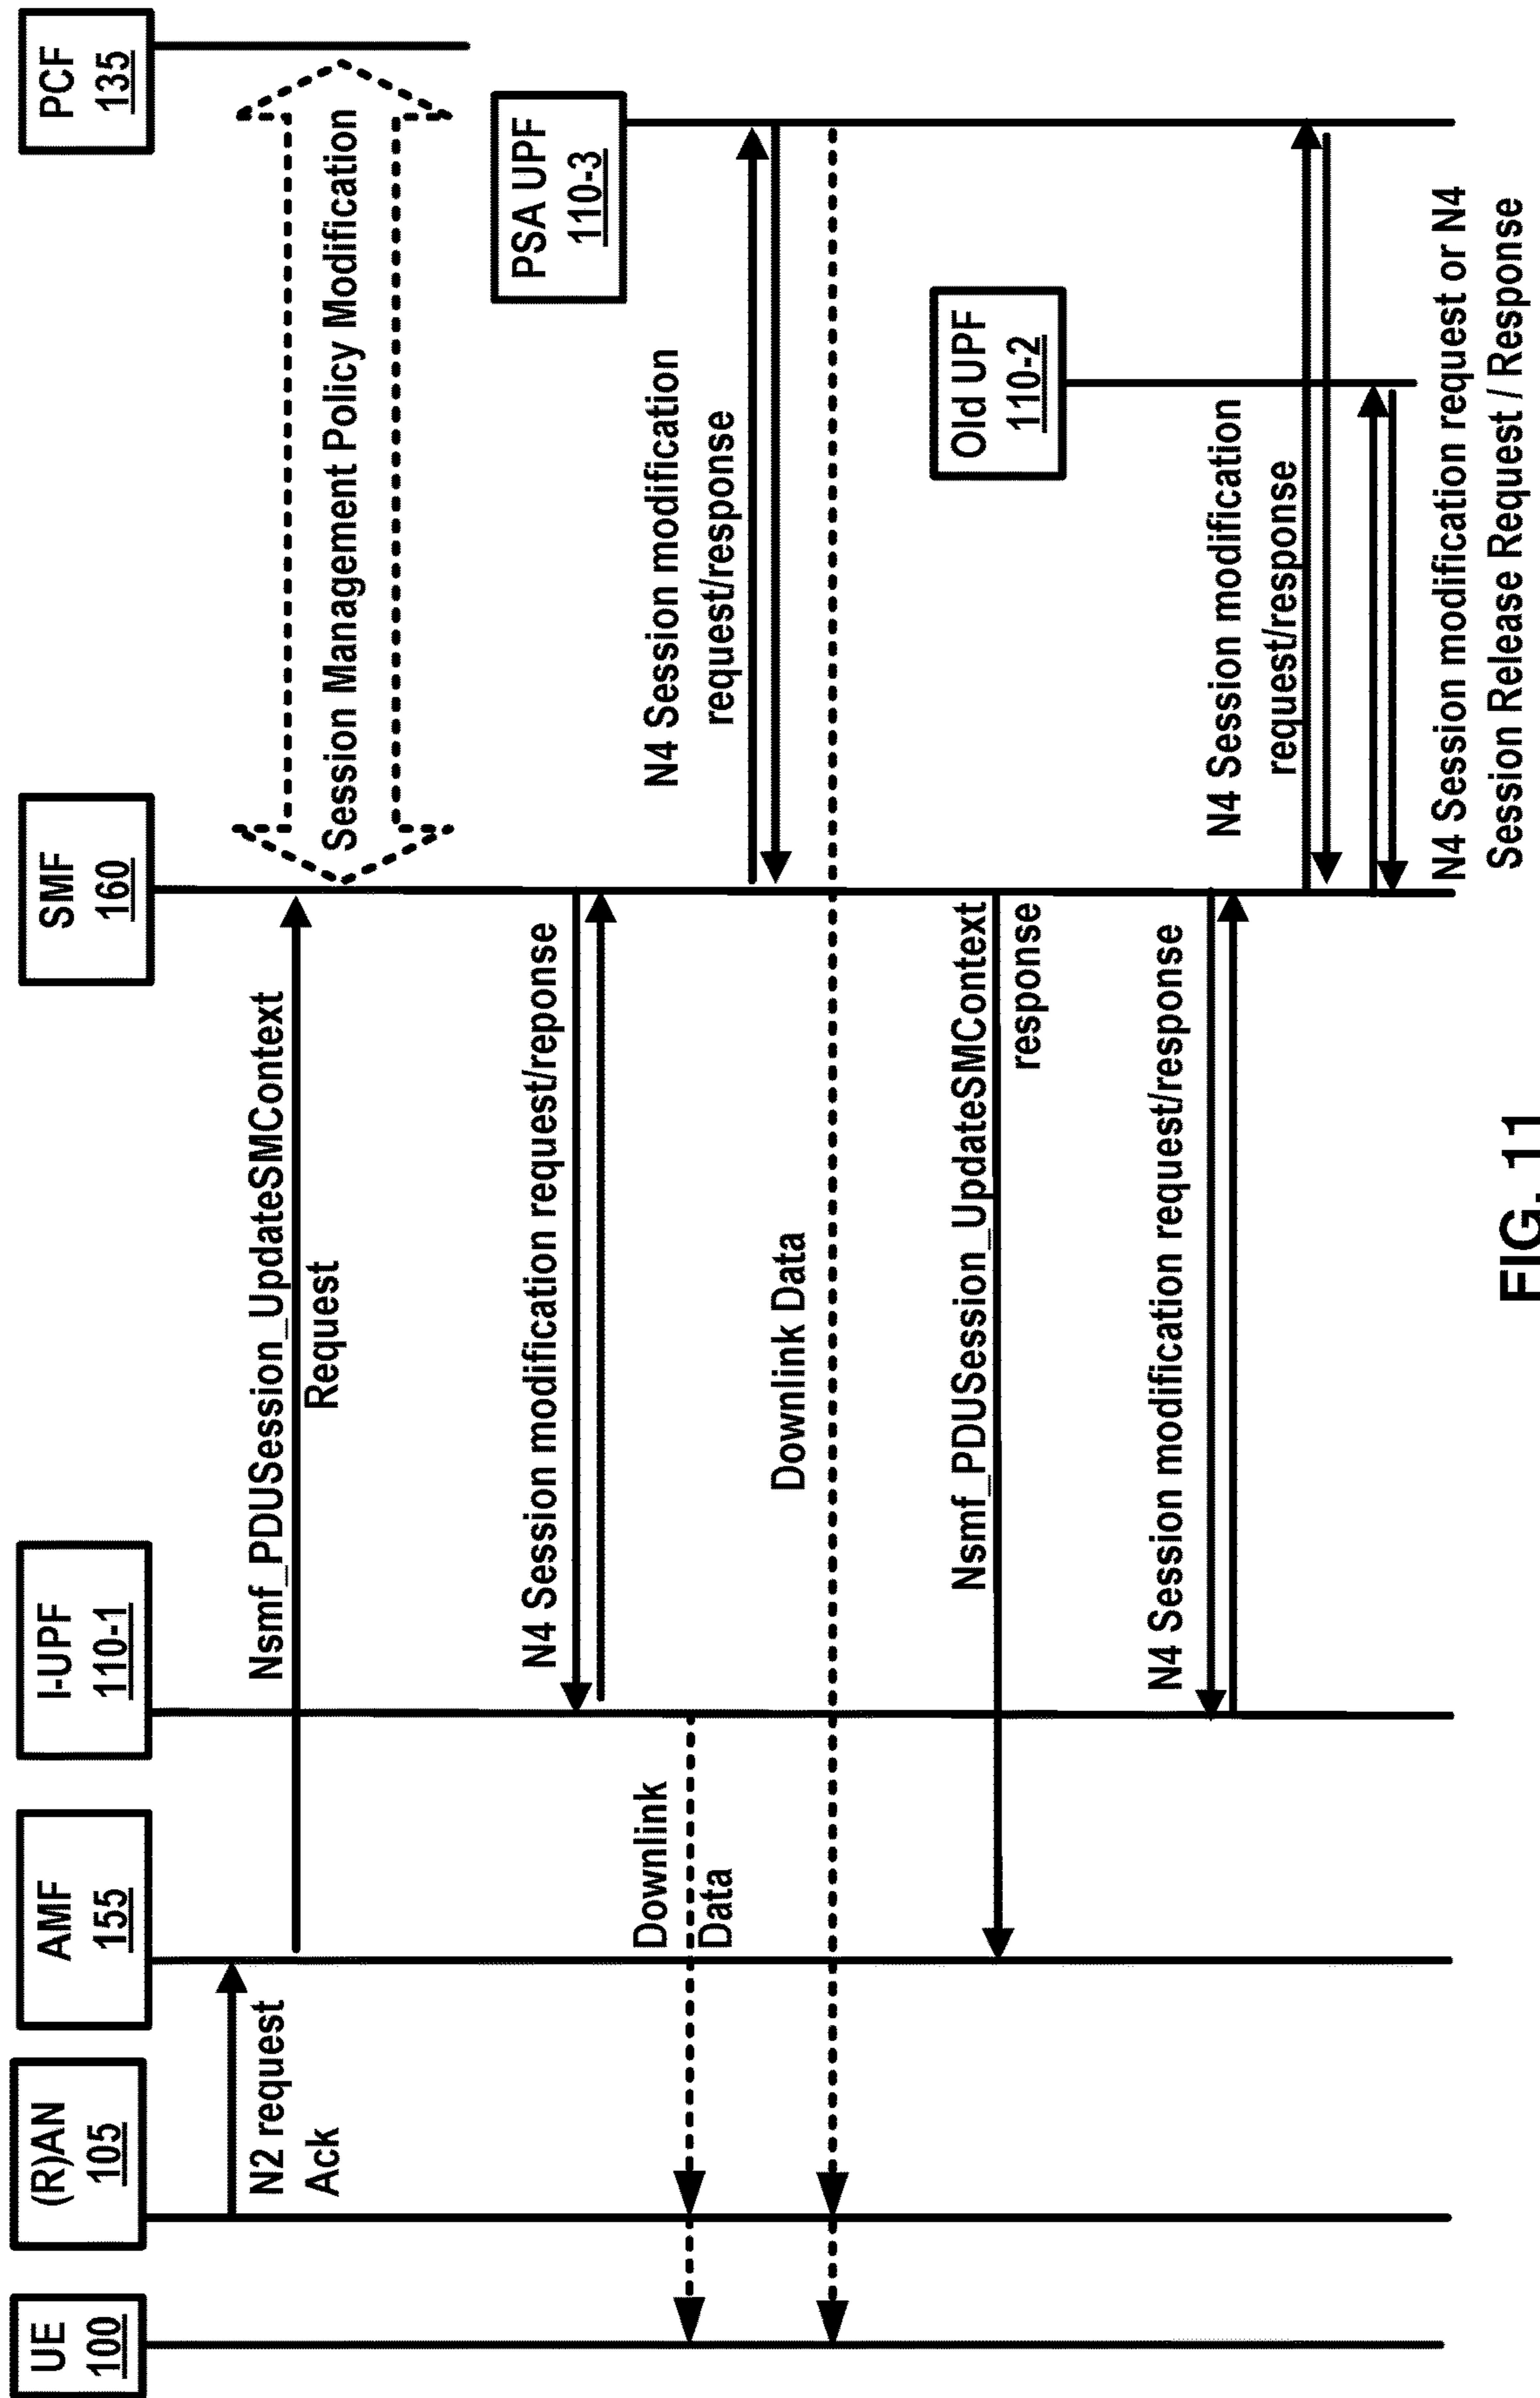 UE
100
(R)AN
105
AMF
155
I-UPF
110-1
SMF
160
PCF
135
N2 request
Ack
Nsmf_PDUSession_UpdateSMContext
Request
Session Management Policy Modification
PSA UPF
110-3
N4 Session modification request/reponse
N4 Session modification
request/response
Downlink
Data
Downlink Data
Old UPF
110-2
Nsmf_PDUSession_UpdateSMContext
response
N4 Session modification request/response
N4 Session modification
request/response
N4 Session modification request or N4
Session Release Request / Response
FIG. 11